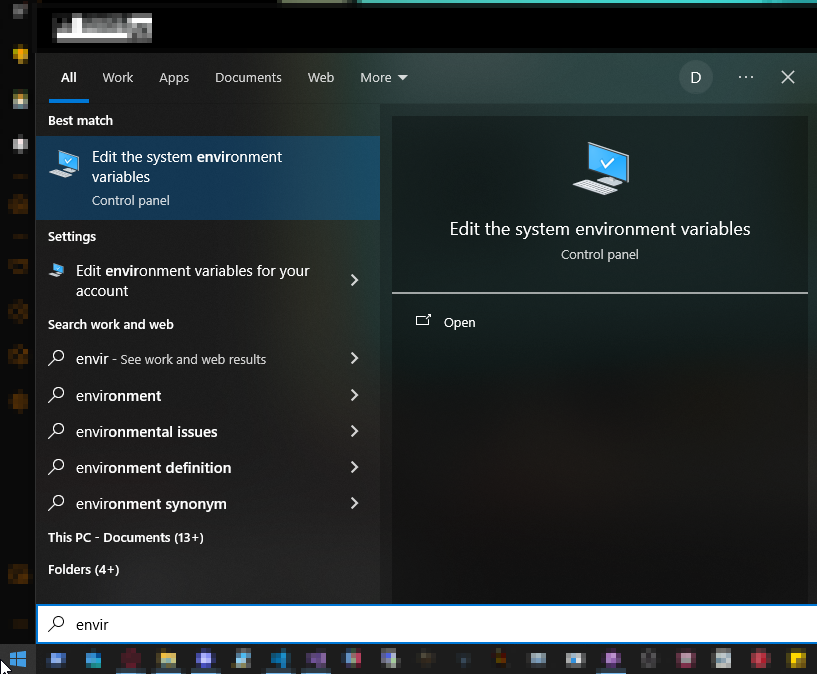 All Work Apps Documents Web More D ...
Best match
Edit the system environment
variables
Control panel
Settings
Edit environment variables for your
account
Search work and web
envir - See work and web results
environment
environmental issues
environment definition
environment synonym
This PC - Documents (13+)
Folders (4+)
Edit the system environment variables
Control panel
Open
envir